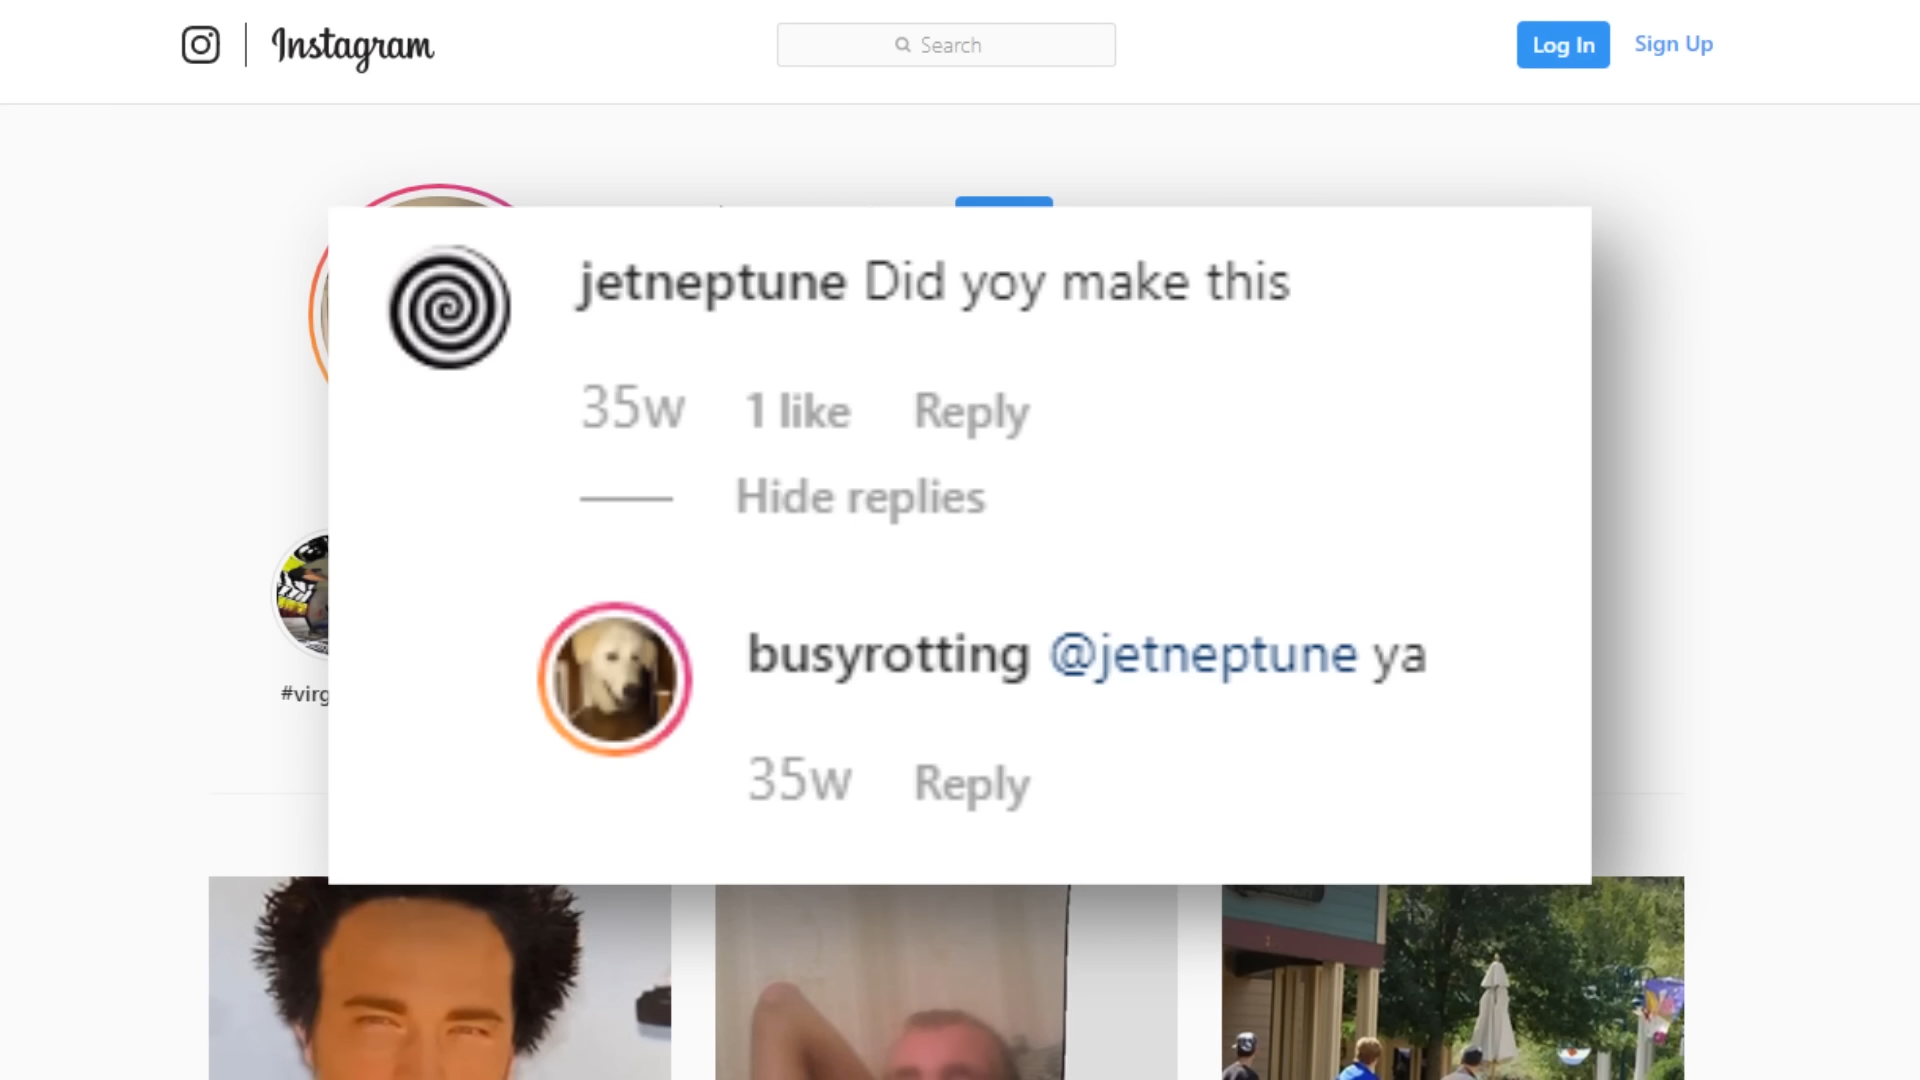 Instagram
Search
Log In
Sign Up
jetneptune Did yoy make this
35w 1 like Reply
Hide replies
#virg
busyrotting @jetneptune ya
35w Reply